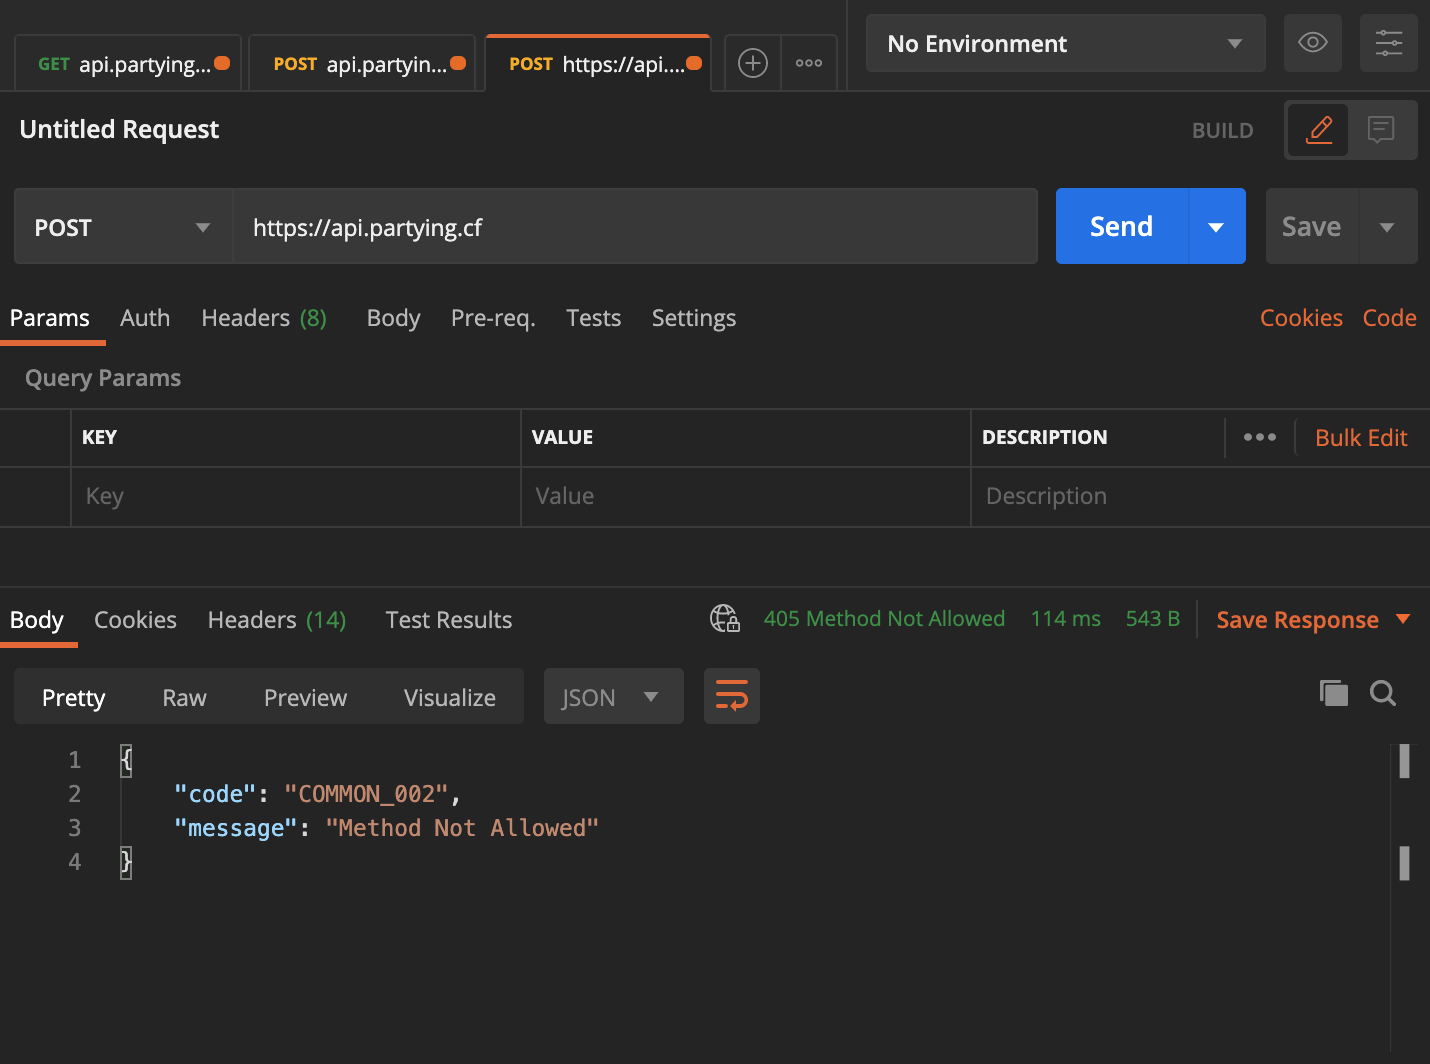 GET api.partying...
POST api.partyin...
POST https://api....
No Environment
Untitled Request
BUILD
POST
https://api.partying.cf
Send
Save
Params
Auth
Headers (8)
Body
Pre-req.
Tests
Settings
Cookies
Code
Query Params
KEY
VALUE
DESCRIPTION
Bulk Edit
Key
Value
Description
Body
Cookies
Headers (14)
Test Results
405 Method Not Allowed
114 ms
543 B
Save Response
Pretty
Raw
Preview
Visualize
JSON
1 {
2 "code": "COMMON_002",
3 "message": "Method Not Allowed"
4 }